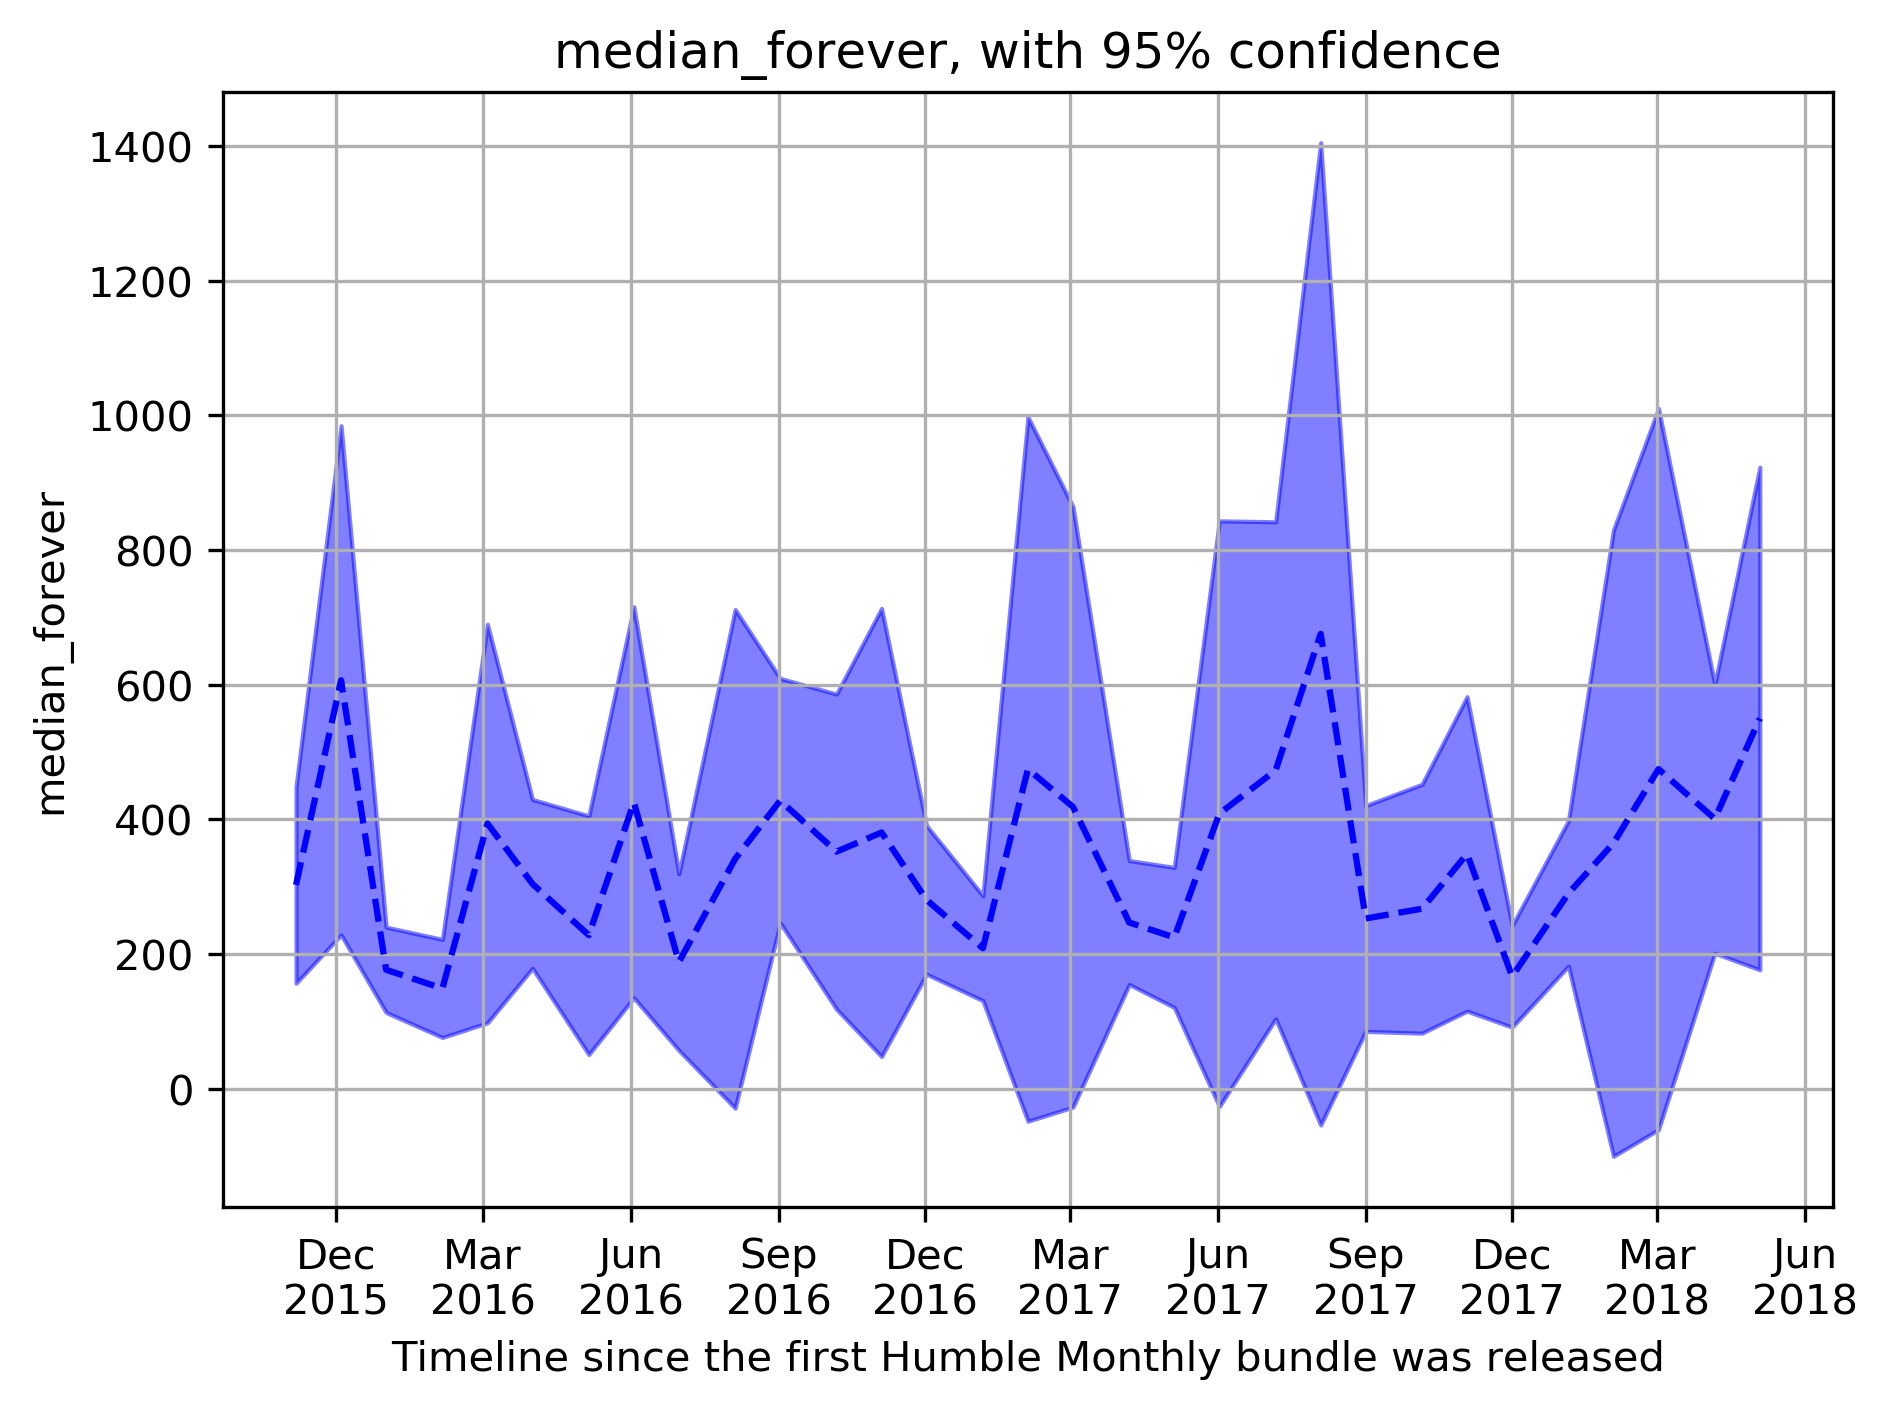 median_forever, with 95% confidence
median_forever
1400
1200
1000
800
600
400
200
0
Dec Mar Jun Sep Dec Mar Jun Sep Dec Mar Jun
2015 2016 2016 2016 2016 2017 2017 2017 2017 2018 2018
Timeline since the first Humble Monthly bundle was released